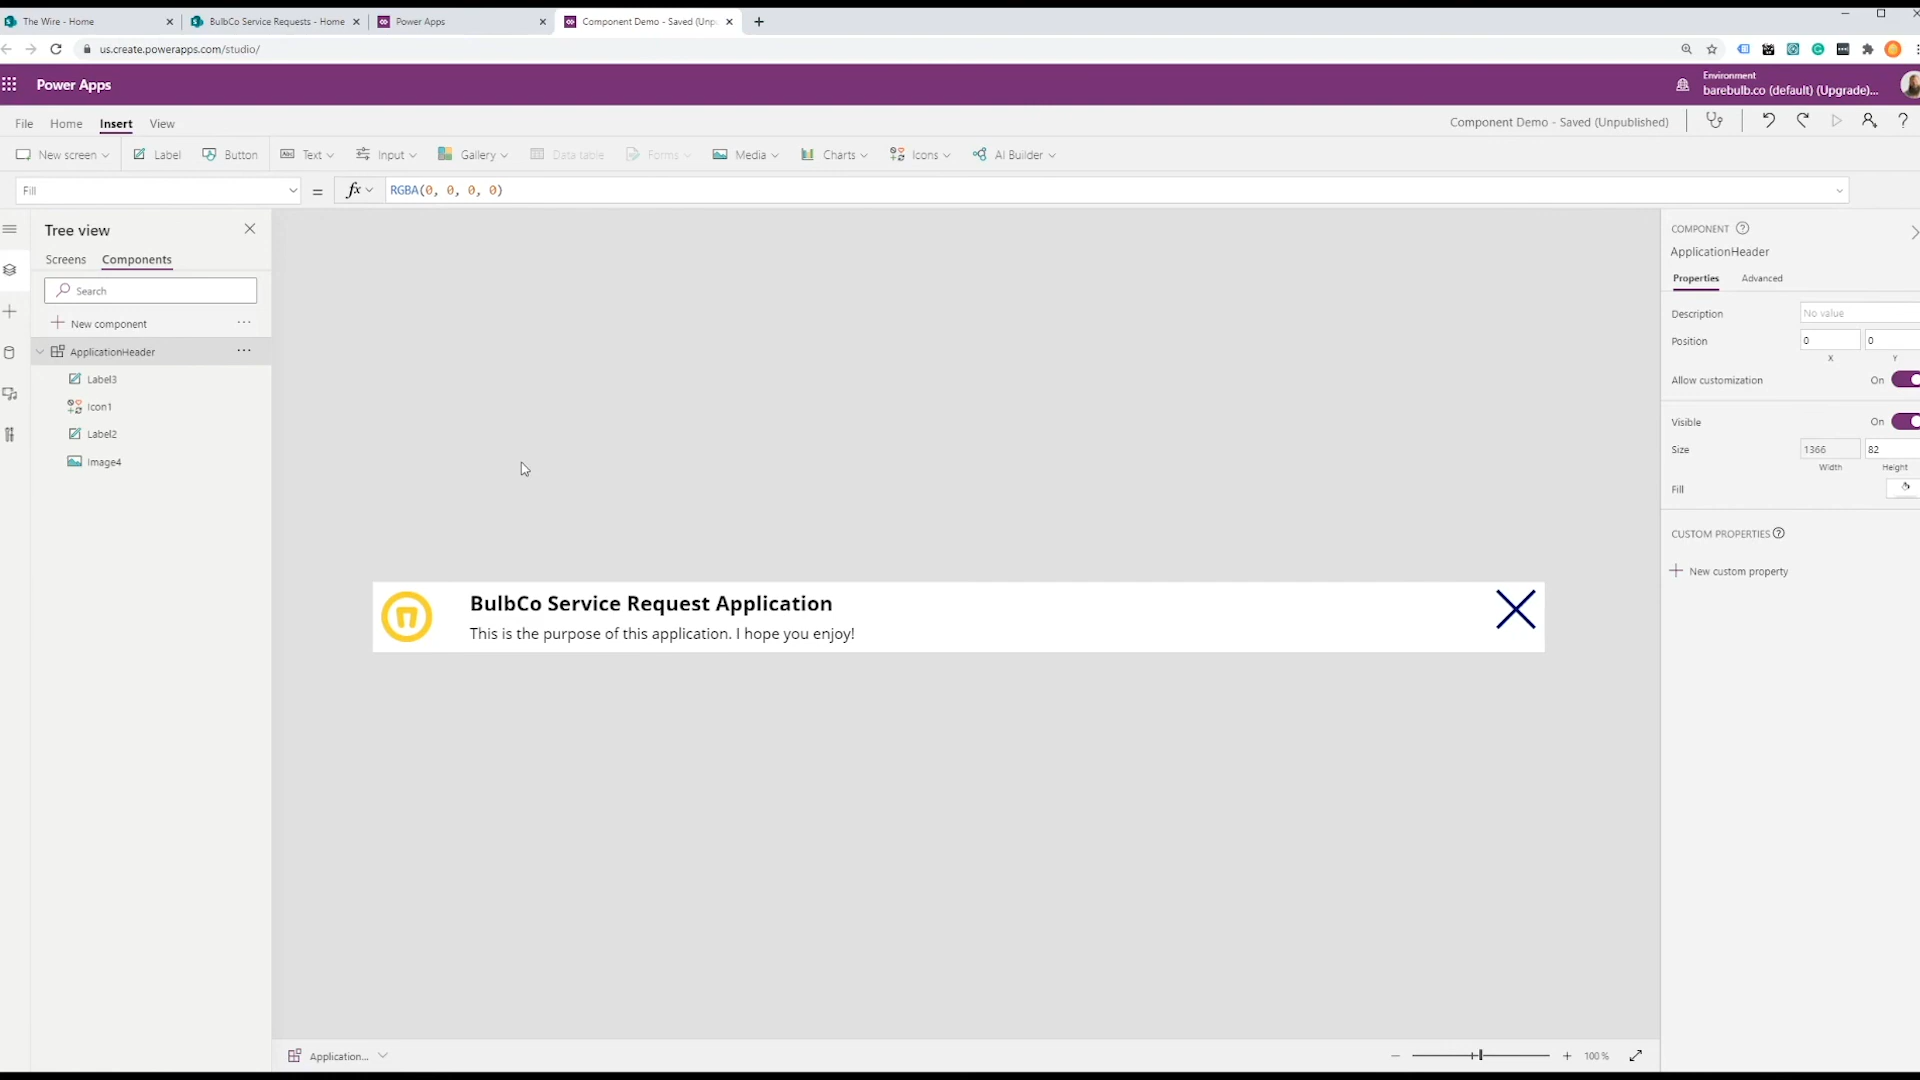 The Wire - Home
BulbCo Service Requests - Home
Power Apps
Component Demo - Saved (Unp
us.create.powerapps.com/studio/
Power Apps
Environment
barebulb.co (default) (Upgrade)...
File Home Insert View
Component Demo - Saved (Unpublished)
New screen Label Button Text Input Gallery Data table Forms Media Charts Icons AI Builder
Fill = fx RGBA(0, 0, 0, 0)
Tree view
Screens Components
Search
New component
ApplicationHeader
Label3
Icon1
Label2
Image4
BulbCo Service Request Application
This is the purpose of this application. I hope you enjoy!
COMPONENT
ApplicationHeader
Properties Advanced
Description No value
Position 0 0
X Y
Allow customization On
Visible On
Size 1366 82
Width Height
Fill
CUSTOM PROPERTIES
New custom property
Application... 100 %